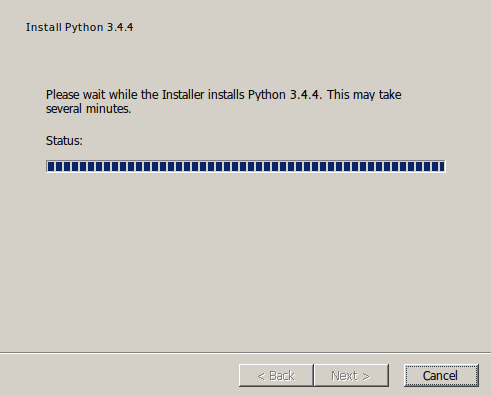 Install Python 3.4.4
Please wait while the Installer installs Python 3.4.4. This may take
several minutes.
Status:
< Back
Next >
Cancel